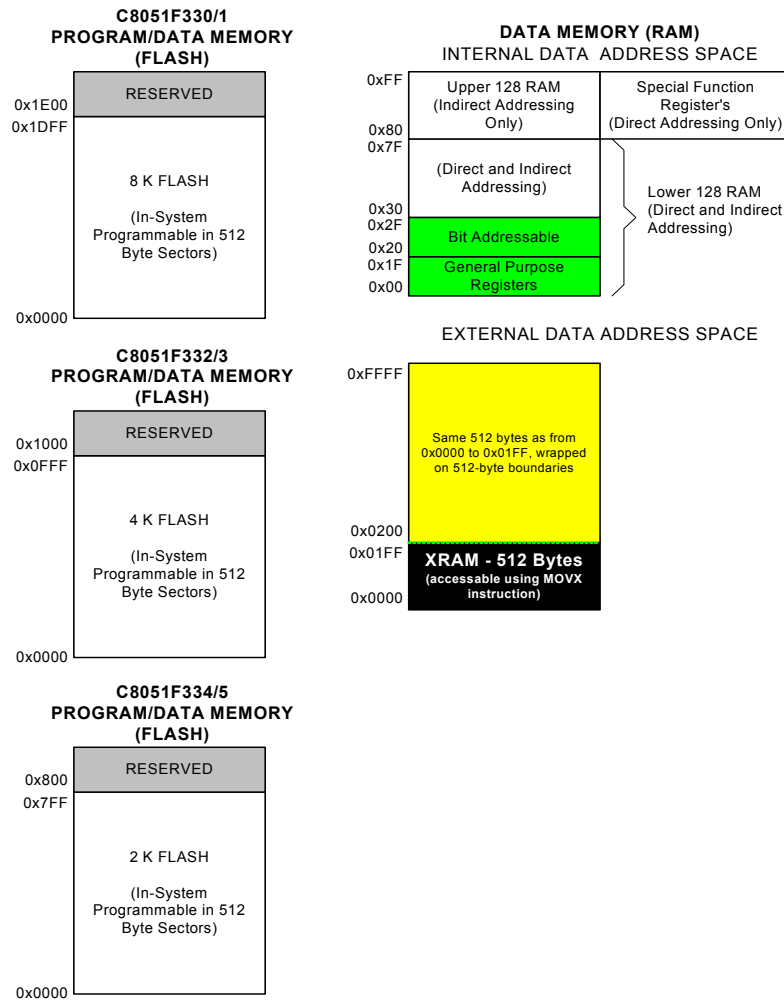 C8051F330/1
PROGRAM/DATA MEMORY
(FLASH)
RESERVED
0x1E00
0x1DFF
8 K FLASH
(In-System
Programmable in 512
Byte Sectors)
0x0000
C8051F332/3
PROGRAM/DATA MEMORY
(FLASH)
RESERVED
0x1000
0x0FFF
4 K FLASH
(In-System
Programmable in 512
Byte Sectors)
0x0000
C8051F334/5
PROGRAM/DATA MEMORY
(FLASH)
RESERVED
0x800
0x7FF
2 K FLASH
(In-System
Programmable in 512
Byte Sectors)
0x0000
DATA MEMORY (RAM)
INTERNAL DATA ADDRESS SPACE
0xFF
Upper 128 RAM
(Indirect Addressing
Only)
Special Function
Register's
(Direct Addressing Only)
0x80
0x7F
(Direct and Indirect
Addressing)
Lower 128 RAM
(Direct and Indirect
Addressing)
0x30
0x2F
Bit Addressable
0x20
0x1F
General Purpose
Registers
0x00
EXTERNAL DATA ADDRESS SPACE
0xFFFF
Same 512 bytes as from
0x0000 to 0x01FF, wrapped
on 512-byte boundaries
0x0200
0x01FF
XRAM - 512 Bytes
(accessable using MOVX
instruction)
0x0000